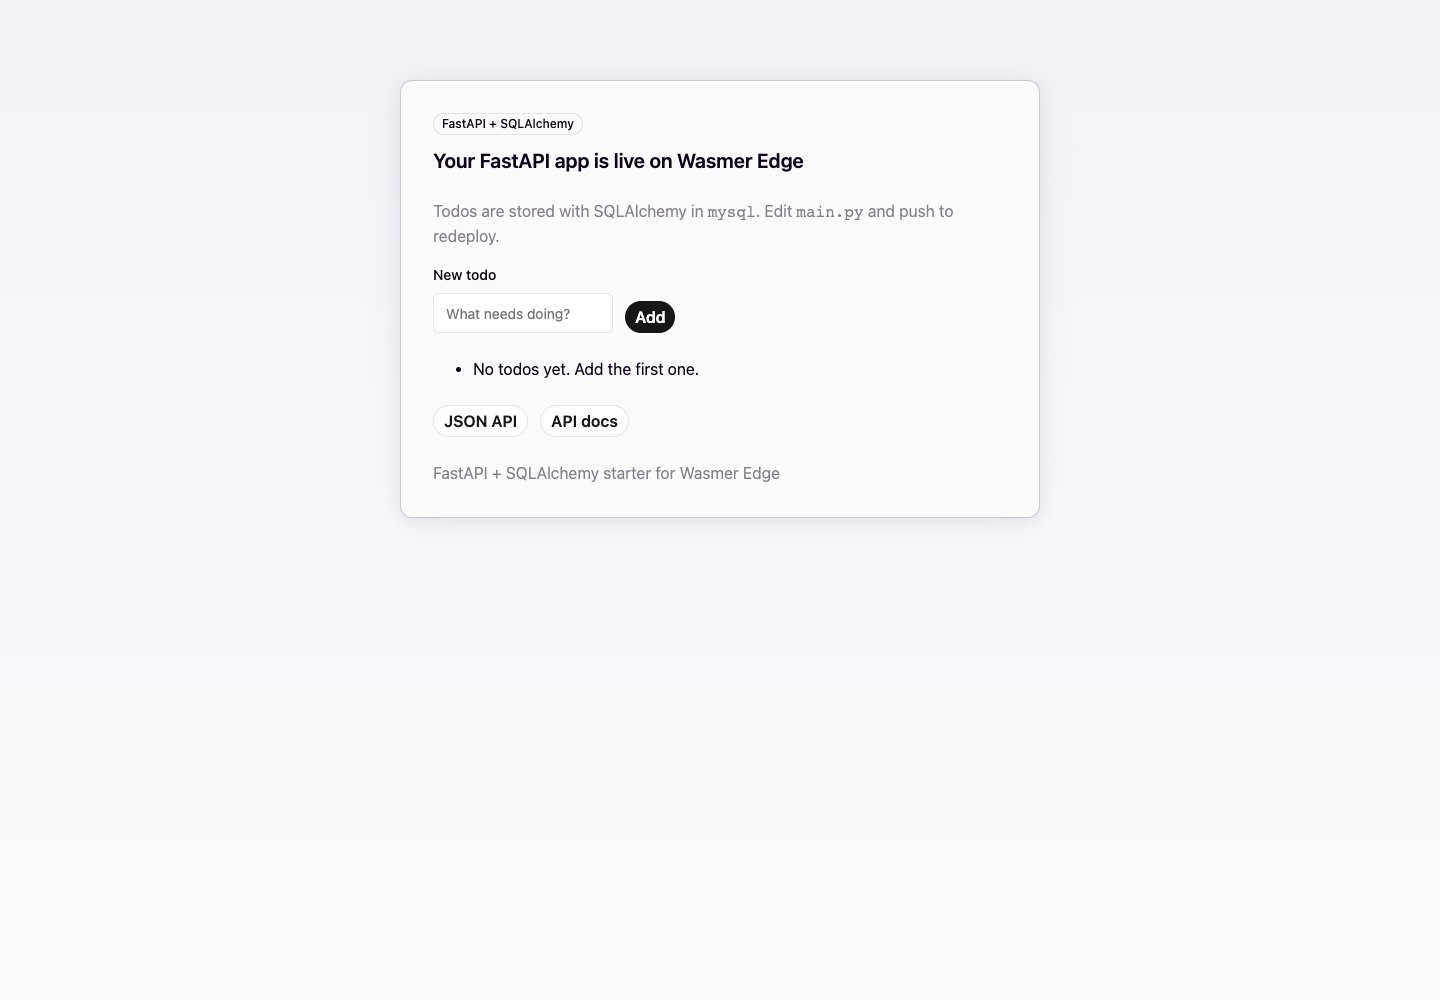 FastAPI + SQLAlchemy
Your FastAPI app is live on Wasmer Edge
Todos are stored with SQLAlchemy in mysql. Edit main.py and push to
redeploy.
New todo
What needs doing?
Add
• No todos yet. Add the first one.
JSON API
API docs
FastAPI + SQLAlchemy starter for Wasmer Edge